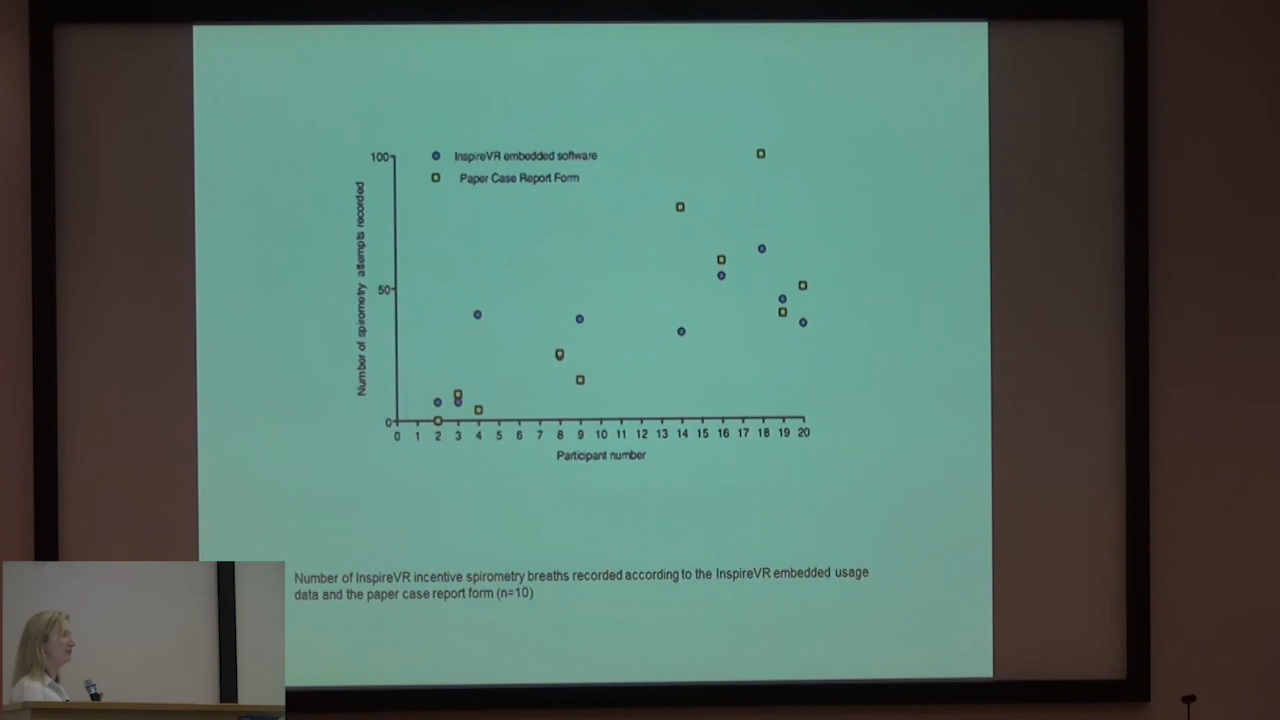 100
InspireVR embedded software
Paper Case Report Form
Number of spirometry attempts recorded
50
0
0 1 2 3 4 5 6 7 8 9 10 11 12 13 14 15 16 17 18 19 20
Participant number
Number of InspireVR incentive spirometry breaths recorded according to the InspireVR embedded usage
data and the paper case report form (n=10)